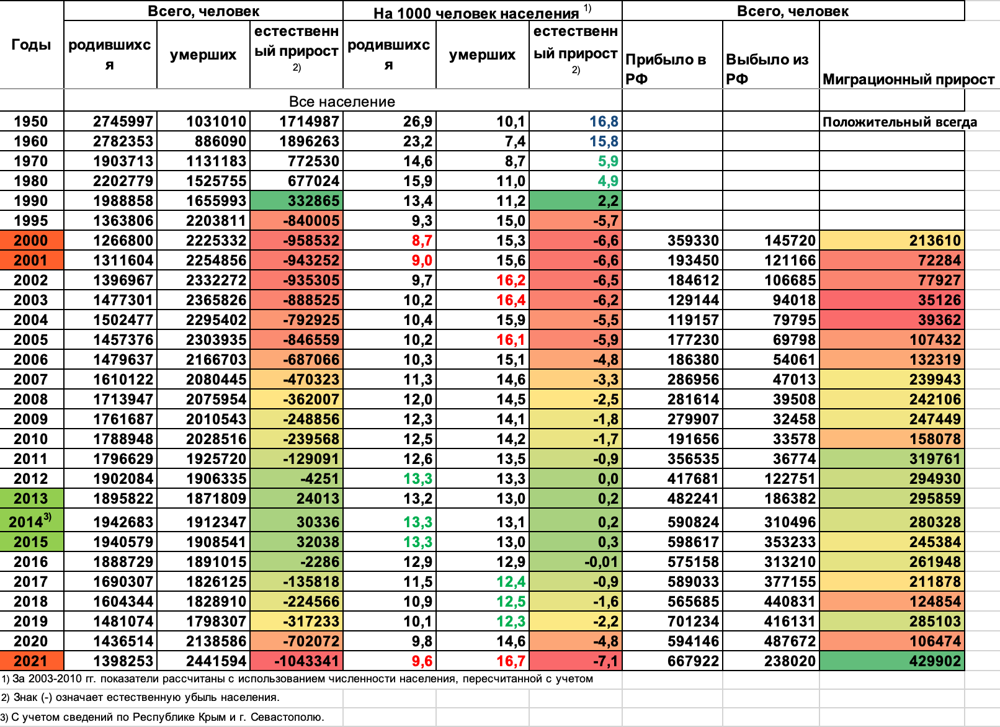 Всего, человек На 1000 человек населения 1) Всего, человек
Годы родившихс
я умерших естественн
ый прирост
2) родившихс
я умерших естественн
ый прирост
2) Прибыло в
РФ Выбыло из
РФ Миграционный прирост
Все население
1950 2745997 1031010 1714987 26,9 10,1 16,8 Положительный всегда
1960 2782353 886090 1896263 23,2 7,4 15,8
1970 1903713 1131183 772530 14,6 8,7 5,9
1980 2202779 1525755 677024 15,9 11,0 4,9
1990 1988858 1655993 332865 13,4 11,2 2,2
1995 1363806 2203811 -840005 9,3 15,0 -5,7
2000 1266800 2225332 -958532 8,7 15,3 -6,6 359330 145720 213610
2001 1311604 2254856 -943252 9,0 15,6 -6,6 193450 121166 72284
2002 1396967 2332272 -935305 9,7 16,2 -6,5 184612 106685 77927
2003 1477301 2365826 -888525 10,2 16,4 -6,2 129144 94018 35126
2004 1502477 2295402 -792925 10,4 15,9 -5,5 119157 79795 39362
2005 1457376 2303935 -846559 10,2 16,1 -5,9 177230 69798 107432
2006 1479637 2166703 -687066 10,3 15,1 -4,8 186380 54061 132319
2007 1610122 2080445 -470323 11,3 14,6 -3,3 286956 47013 239943
2008 1713947 2075954 -362007 12,0 14,5 -2,5 281614 39508 242106
2009 1761687 2010543 -248856 12,3 14,1 -1,8 279907 32458 247449
2010 1788948 2028516 -239568 12,5 14,2 -1,7 191656 33578 158078
2011 1796629 1925720 -129091 12,6 13,5 -0,9 356535 36774 319761
2012 1902084 1906335 -4251 13,3 13,3 0,0 417681 122751 294930
2013 1895822 1871809 24013 13,2 13,0 0,2 482241 186382 295859
2014 3) 1942683 1912347 30336 13,3 13,1 0,2 590824 310496 280328
2015 1940579 1908541 32038 13,3 13,0 0,3 598617 353233 245384
2016 1888729 1891015 -2286 12,9 12,9 -0,01 575158 313210 261948
2017 1690307 1826125 -135818 11,5 12,4 -0,9 589033 377155 211878
2018 1604344 1828910 -224566 10,9 12,5 -1,6 565685 440831 124854
2019 1481074 1798307 -317233 10,1 12,3 -2,2 701234 416131 285103
2020 1436514 2138586 -702072 9,8 14,6 -4,8 594146 487672 106474
2021 1398253 2441594 -1043341 9,6 16,7 -7,1 667922 238020 429902
1) За 2003-2010 гг. показатели рассчитаны с использованием численности населения, пересчитанной с учетом
2) Знак (-) означает естественную убыль населения.
3) С учетом сведений по Республике Крым и г. Севастополю.